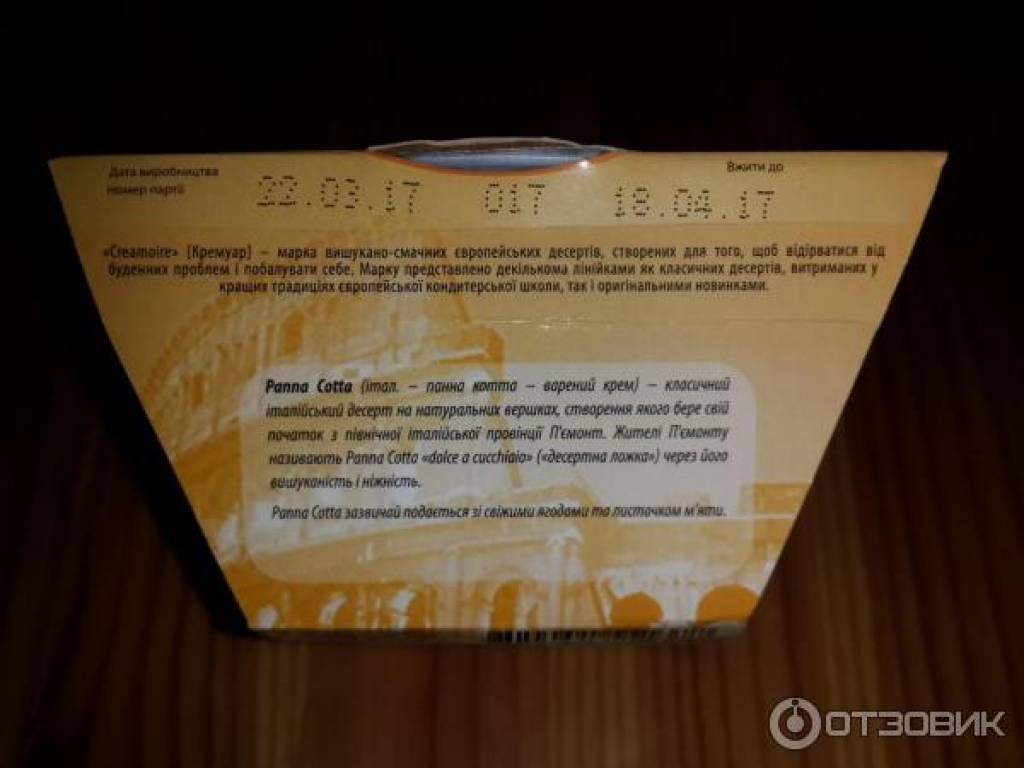 Дата виробництва
номер партії
22.03.17 017 18.04.17
Вжити до
«Creamoire» [Кремуар] – марка вишукано-смачних європейських десертів, створених для того, щоб відірватися від
буденних проблем і побалувати себе. Марку представлено декількома лінійками як класичних десертів, витриманих у
кращих традиціях європейської кондитерської школи, так і оригінальними новинками.
Panna Cotta (італ. – панна котта – варений крем) – класичний
італійський десерт на натуральних вершках, створення якого бере свій
початок з північної італійської провінції П'ємонт. Жителі П'ємонту
називають Panna Cotta «dolce a cucchiaio» («десертна ложка») через його
вишуканість і ніжність.
Panna Cotta зазвичай подається зі свіжими ягодами та листочком м'яти.
ОТЗОВИК